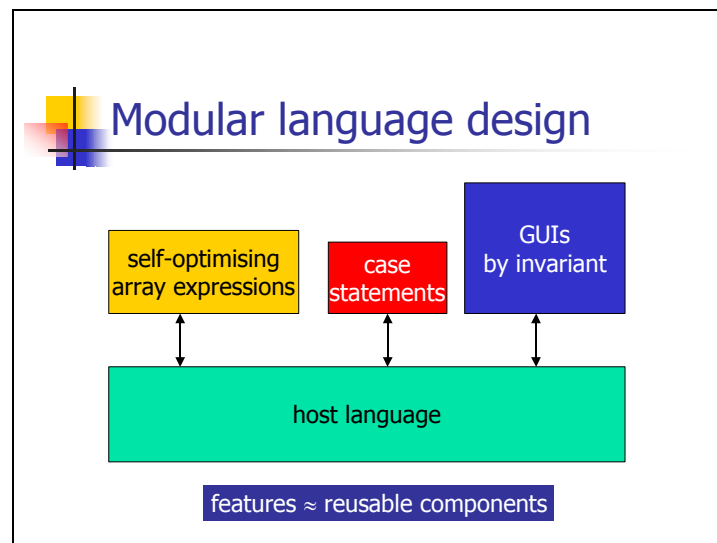 Modular language design
self-optimising
array expressions
case
statements
GUIs
by invariant
host language
features ≈ reusable components